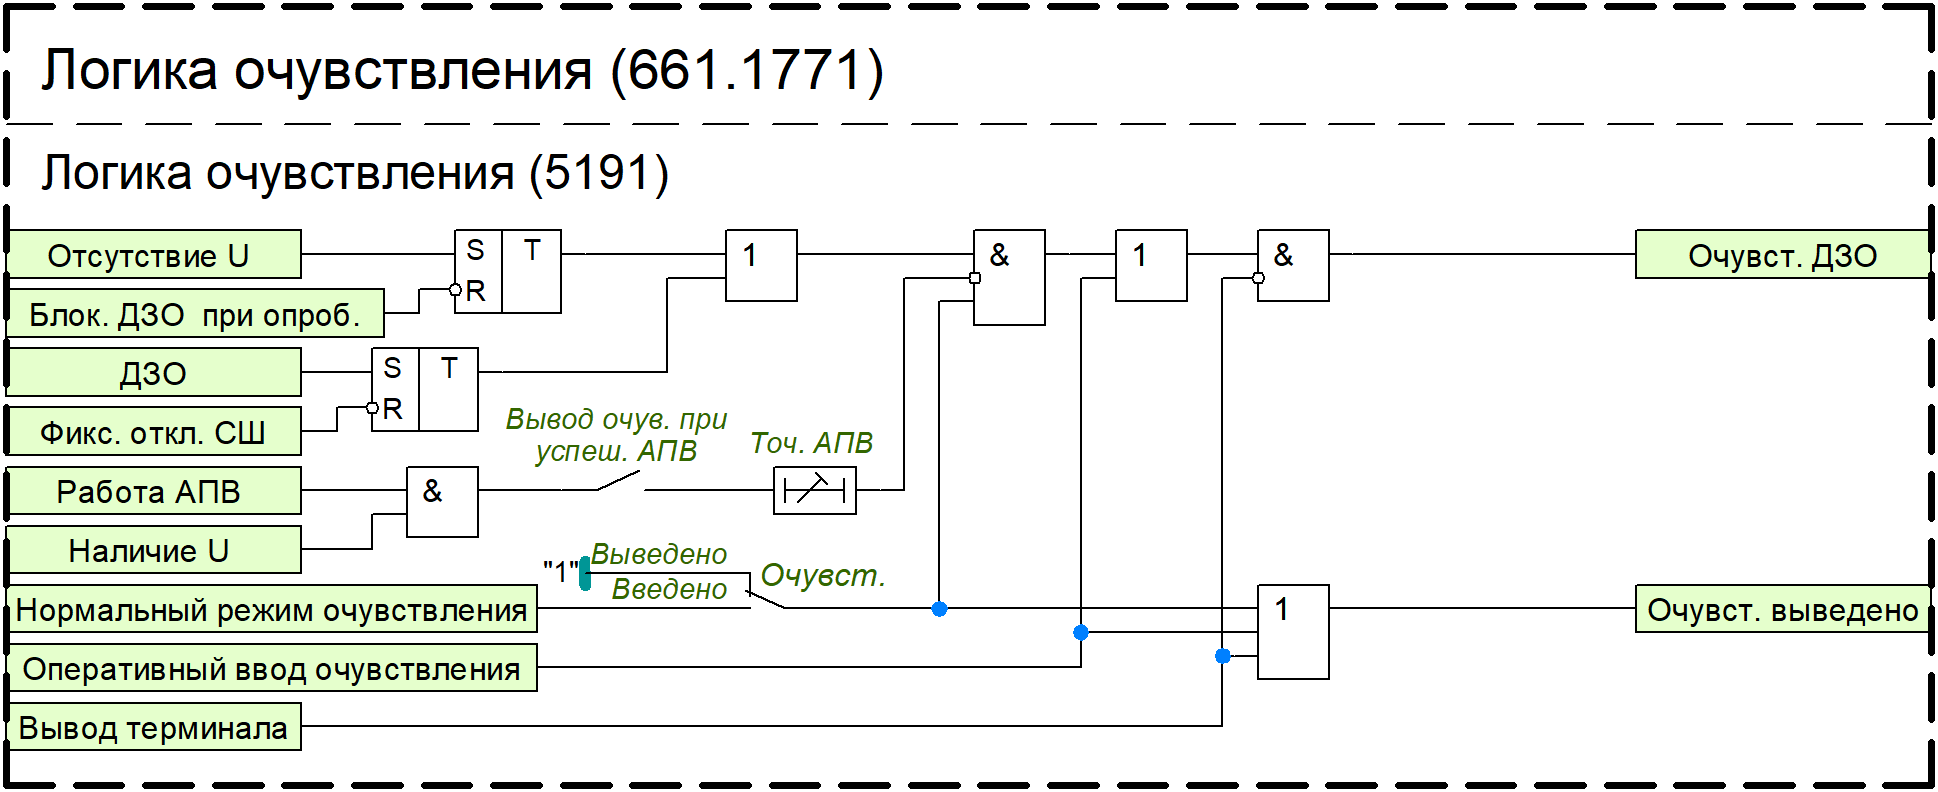 Логика очувствления (661.1771)
Логика очувствления (5191)
Отсутствие U
S T
R
1
&
1
&
Очувст. ДЗО
Блок. ДЗО при опроб.
ДЗО
S T
R
Фикс. откл. СШ
Вывод очув. при
успеш. АПВ
Точ. АПВ
Работа АПВ
&
Наличие U
"1"
Выведено
Введено
Очувст.
Нормальный режим очувствления
1
Очувст. выведено
Оперативный ввод очувствления
Вывод терминала